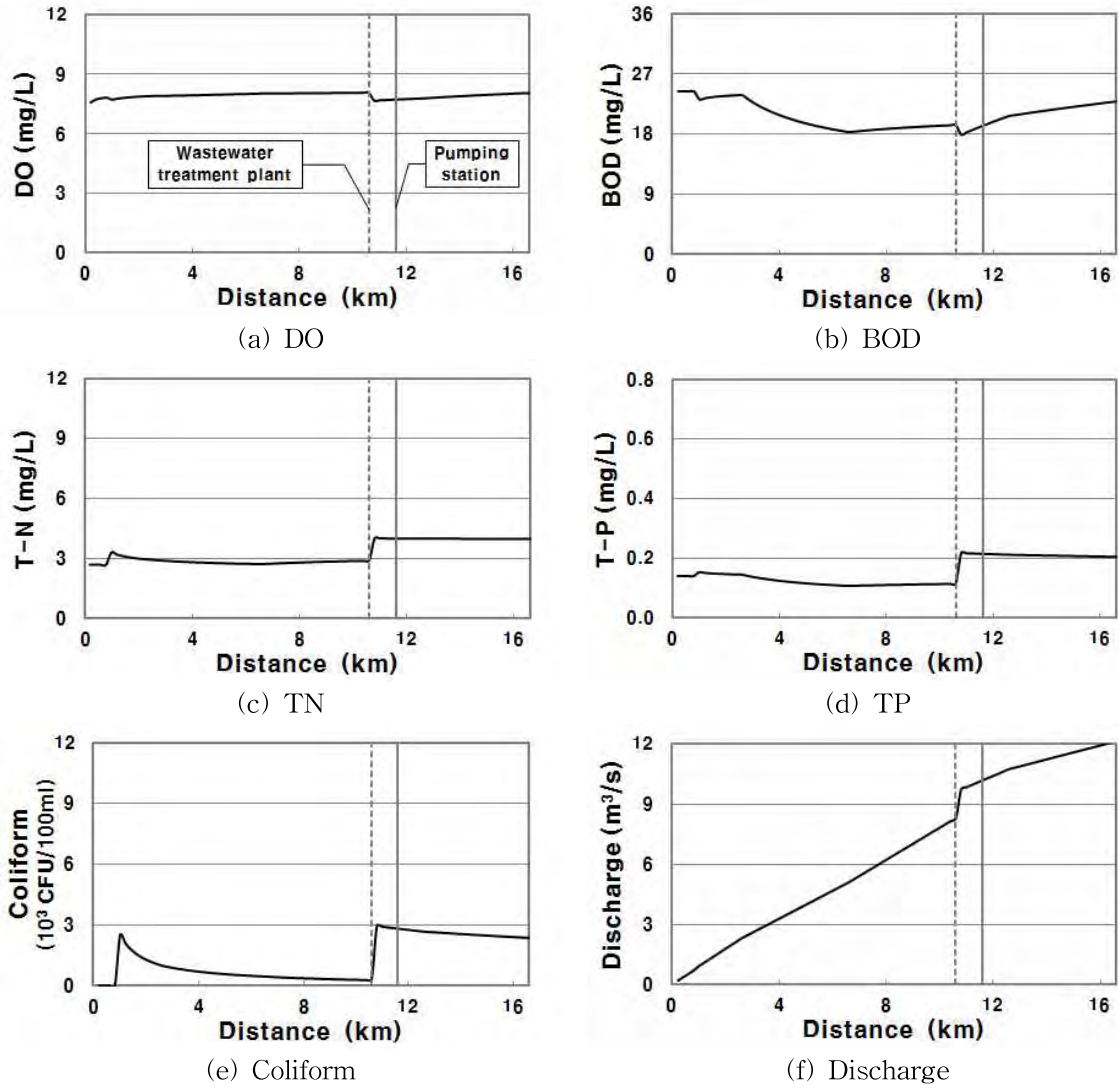 12
9
6
3
0
DO (mg/L)
Wastewater
treatment plant
Pumping
station
0 4 8 12 16
Distance (km)
(a) DO
36
27
18
9
0
BOD (mg/L)
0 4 8 12 16
Distance (km)
(b) BOD
12
9
6
3
0
T-N (mg/L)
0 4 8 12 16
Distance (km)
(c) TN
0.8
0.6
0.4
0.2
0.0
T-P (mg/L)
0 4 8 12 16
Distance (km)
(d) TP
12
9
6
3
0
Coliform
(10³ CFU/100ml)
0 4 8 12 16
Distance (km)
(e) Coliform
12
9
6
3
0
Discharge (m³/s)
0 4 8 12 16
Distance (km)
(f) Discharge